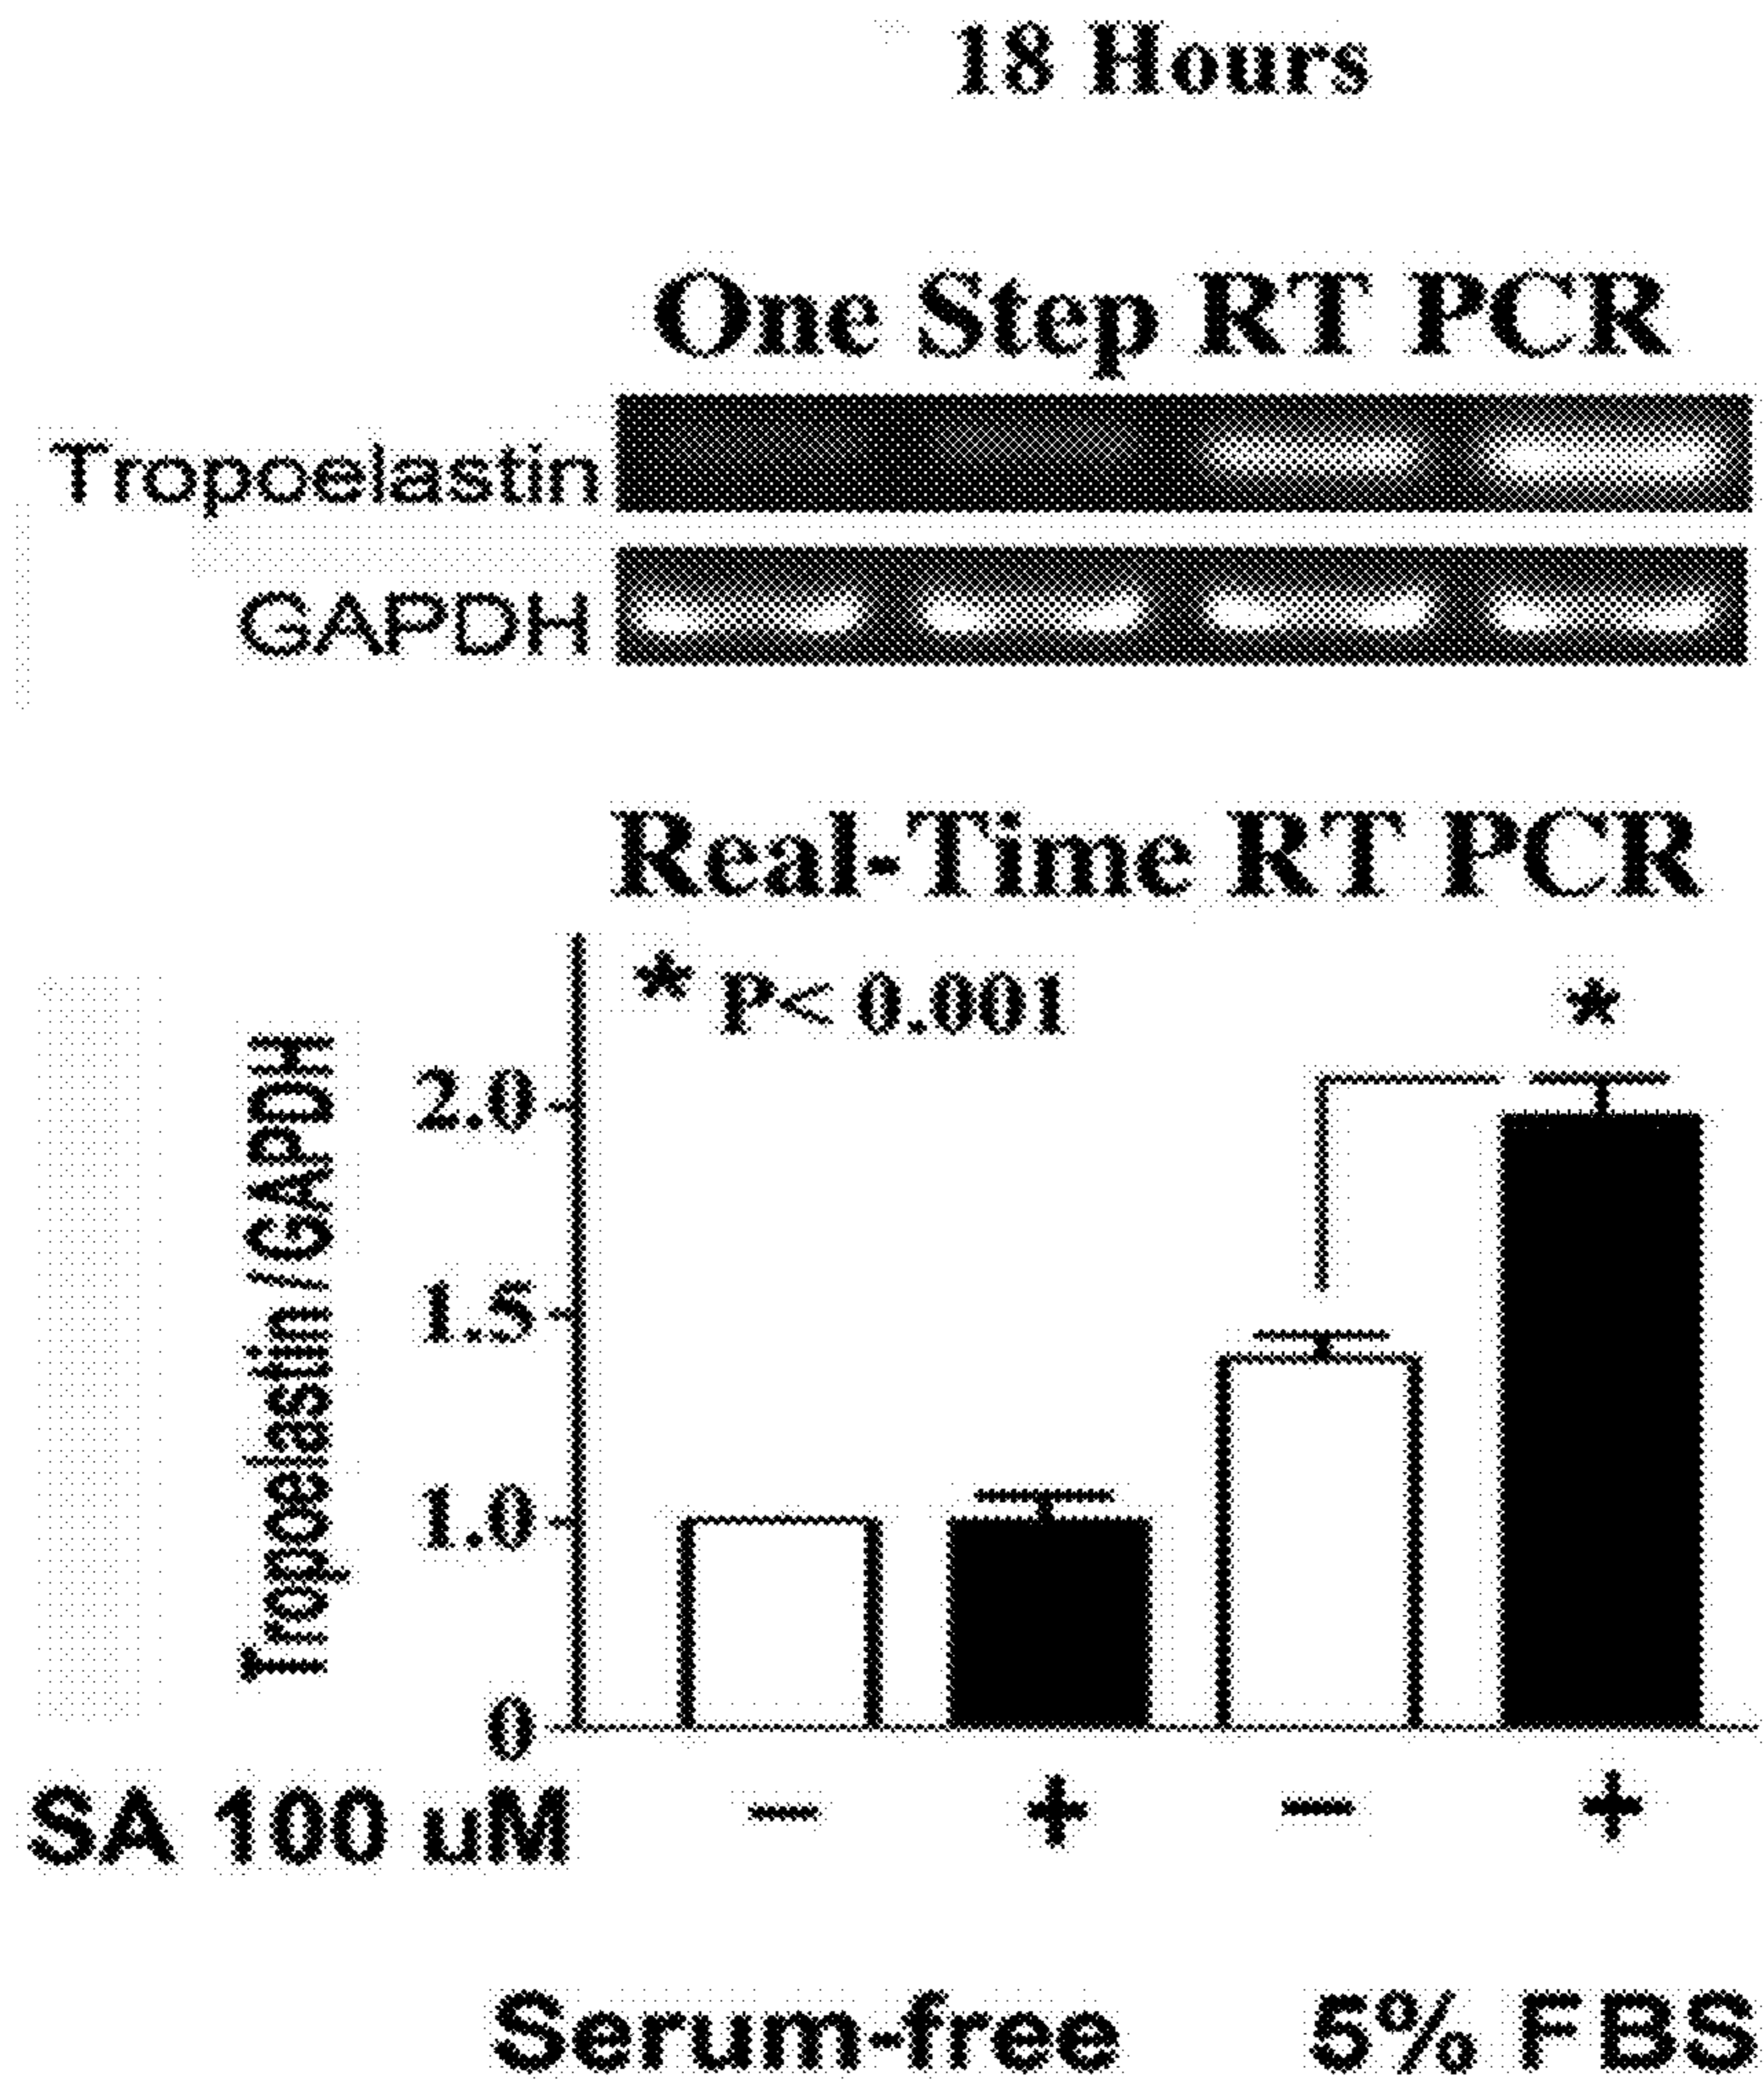 18 Hours
One Step RT PCR
Tropoelastin
GAPDH
Real-Time RT PCR
* P< 0.001
*
Tropoelastin / GAPDH
2.0
1.5
1.0
0
SA 100 uM − + − +
Serum-free 5% FBS